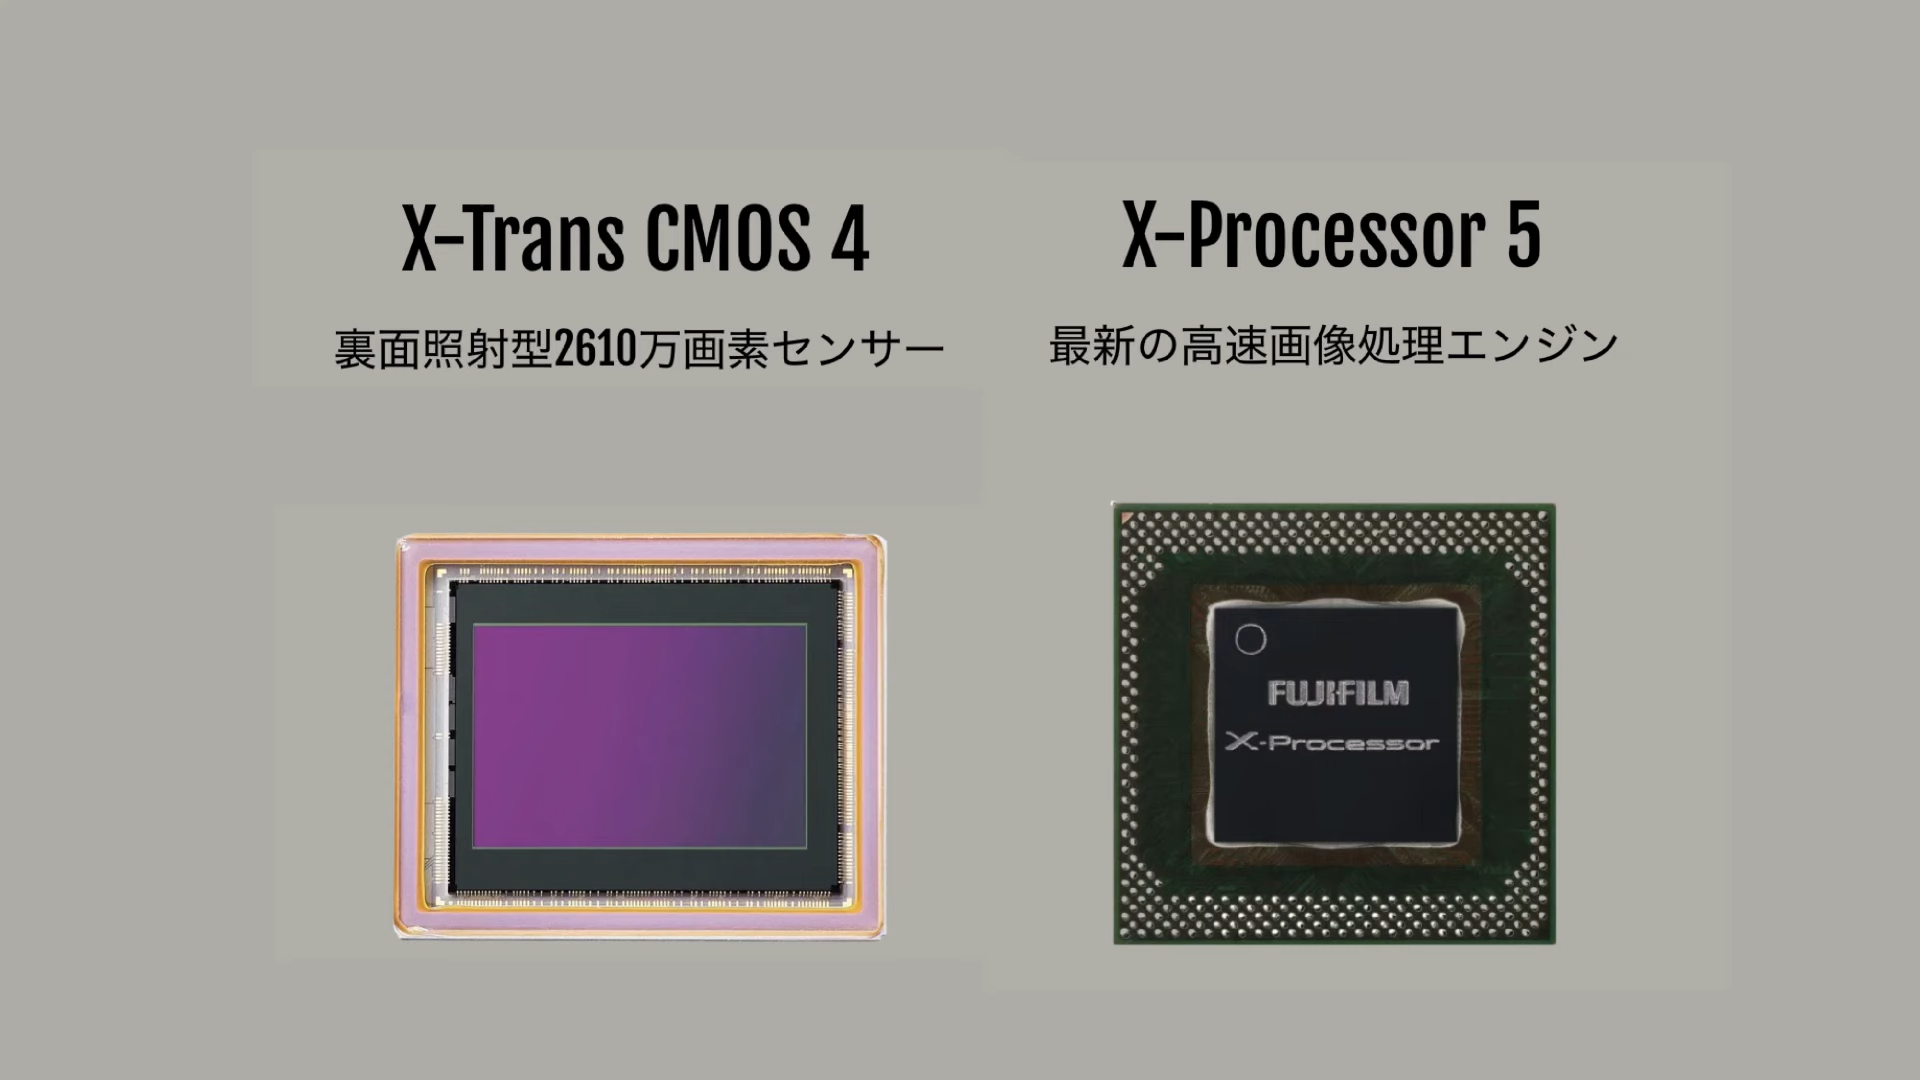 X-Trans CMOS 4
裏面照射型2610万画素センサー
X-Processor 5
最新の高速画像処理エンジン
FUJIFILM
X-Processor